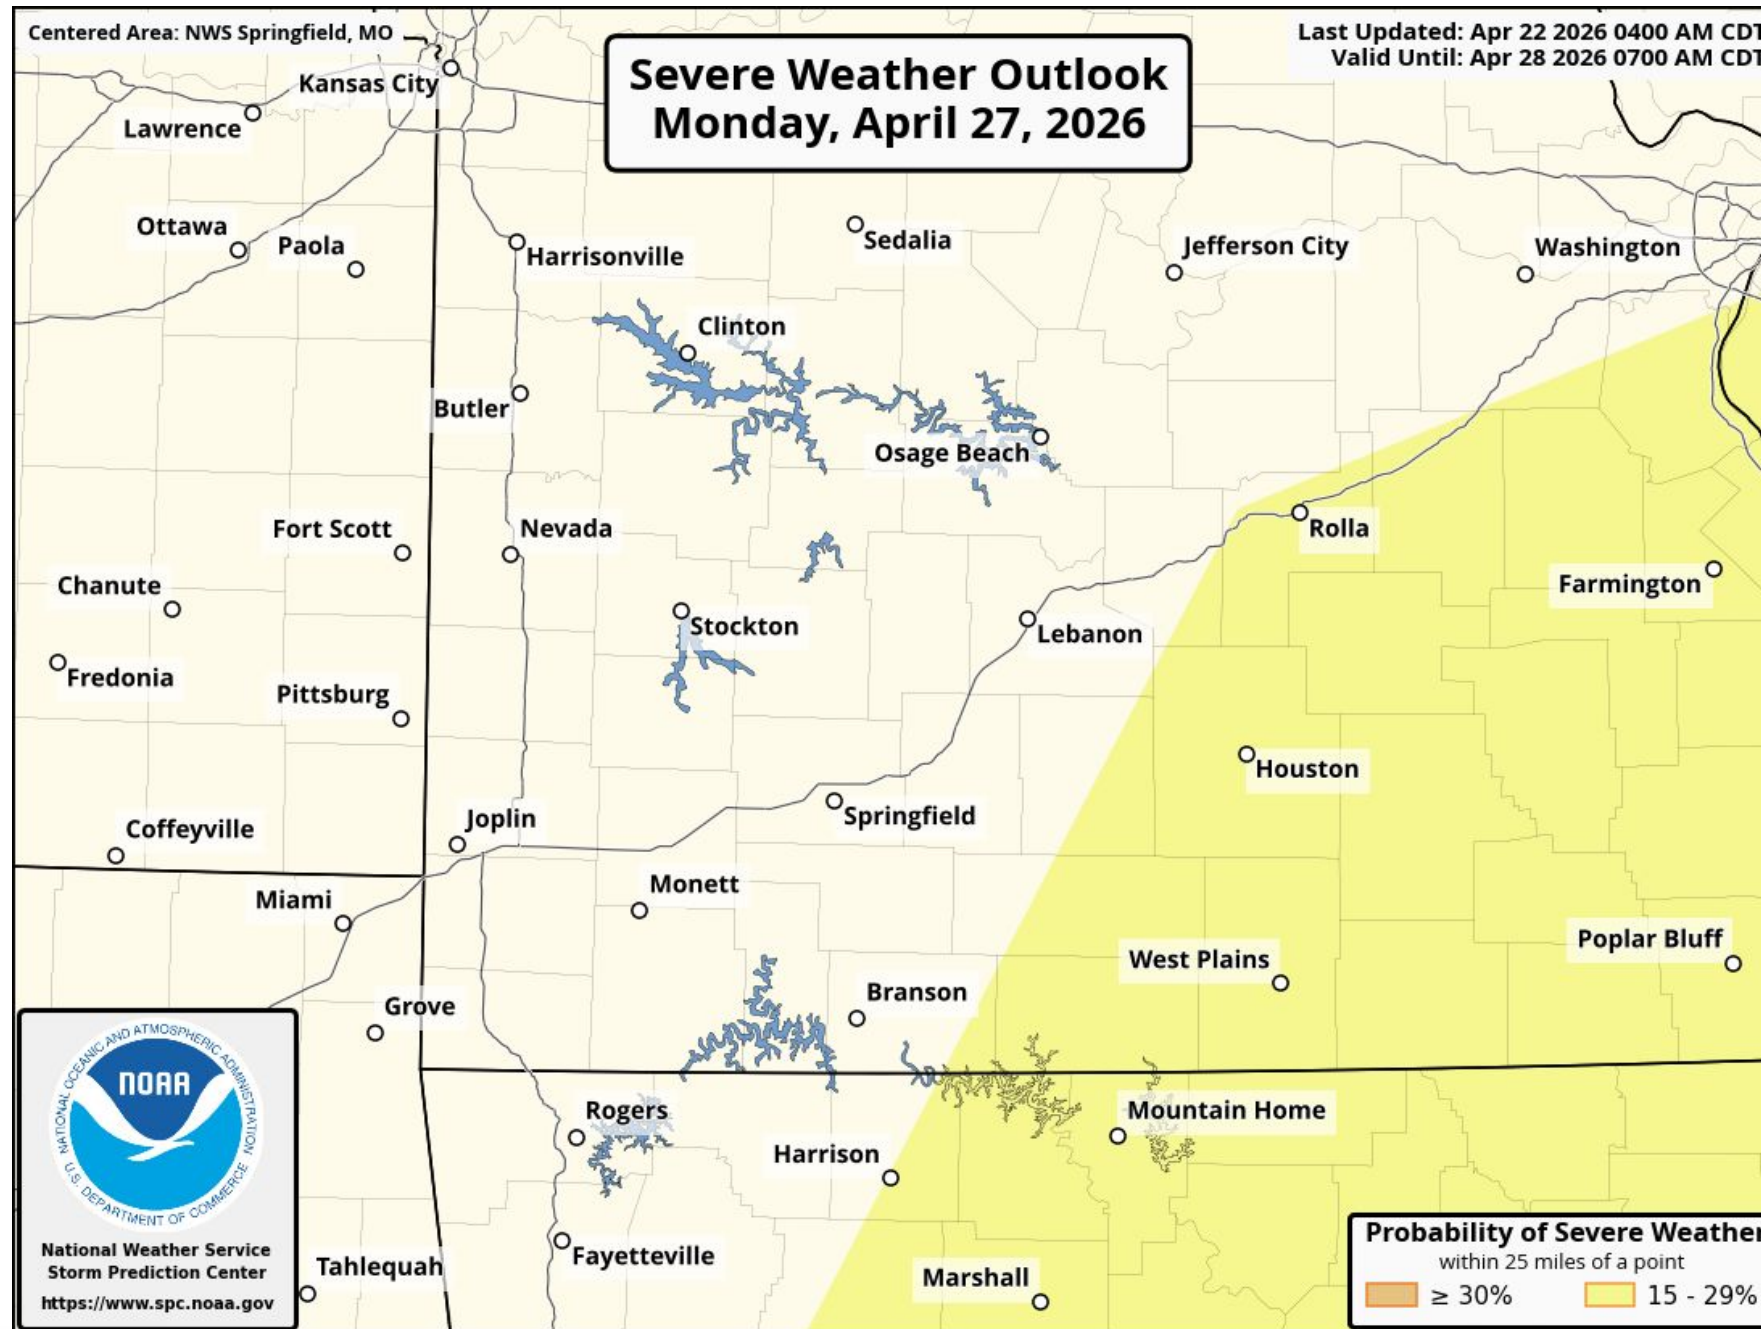 Centered Area: NWS Springfield, MO
Last Updated: Apr 22 2026 0400 AM CDT
Valid Until: Apr 28 2026 0700 AM CDT
Severe Weather Outlook
Monday, April 27, 2026
Kansas City
Lawrence
Ottawa
Paola
Harrisonville
Sedalia
Jefferson City
Washington
Clinton
Butler
Osage Beach
Fort Scott
Nevada
Rolla
Chanute
Farmington
Stockton
Lebanon
Fredonia
Pittsburg
Houston
Coffeyville
Joplin
Springfield
Miami
Monett
Poplar Bluff
West Plains
Grove
Branson
Rogers
Mountain Home
Harrison
Fayetteville
Tahlequah
Marshall
NATIONAL OCEANIC AND ATMOSPHERIC ADMINISTRATION
NOAA
U.S. DEPARTMENT OF COMMERCE
National Weather Service
Storm Prediction Center
https://www.spc.noaa.gov
Probability of Severe Weather
within 25 miles of a point
≥ 30%
15 - 29%